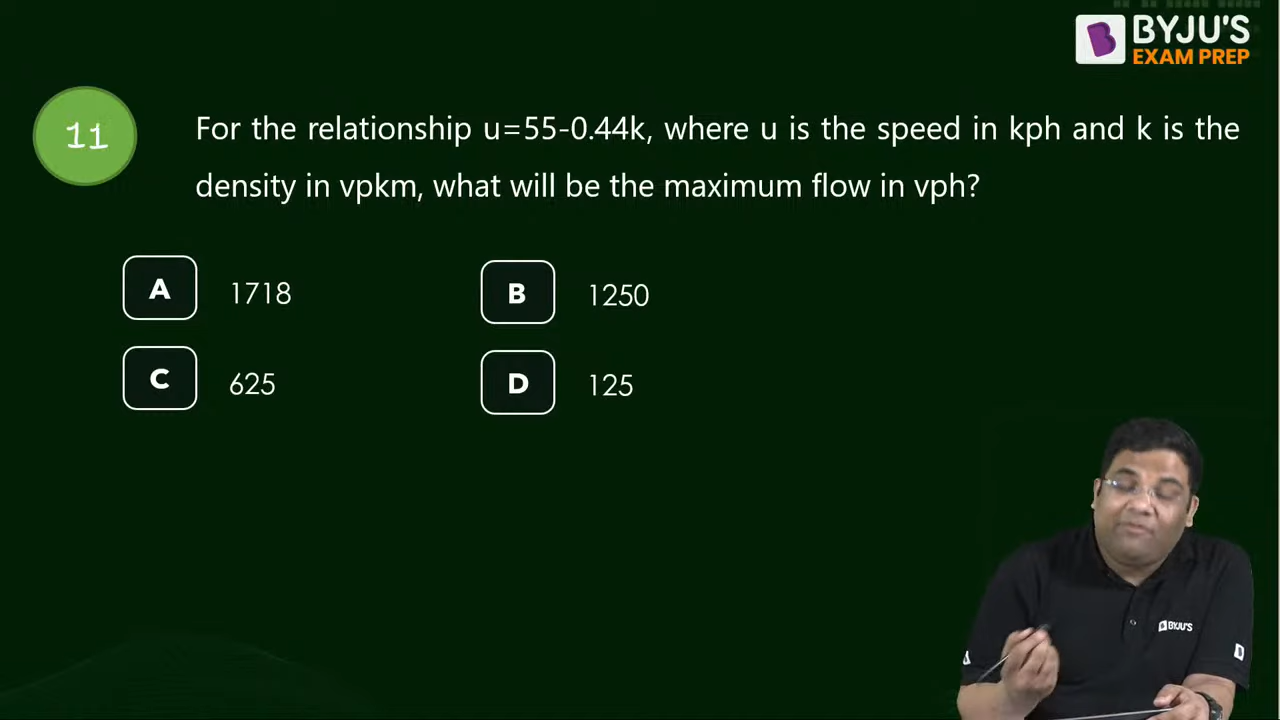 BYJU'S
EXAM PREP
11
For the relationship u=55-0.44k, where u is the speed in kph and k is the
density in vpkm, what will be the maximum flow in vph?
A 1718
B 1250
C 625
D 125
BYJU'S